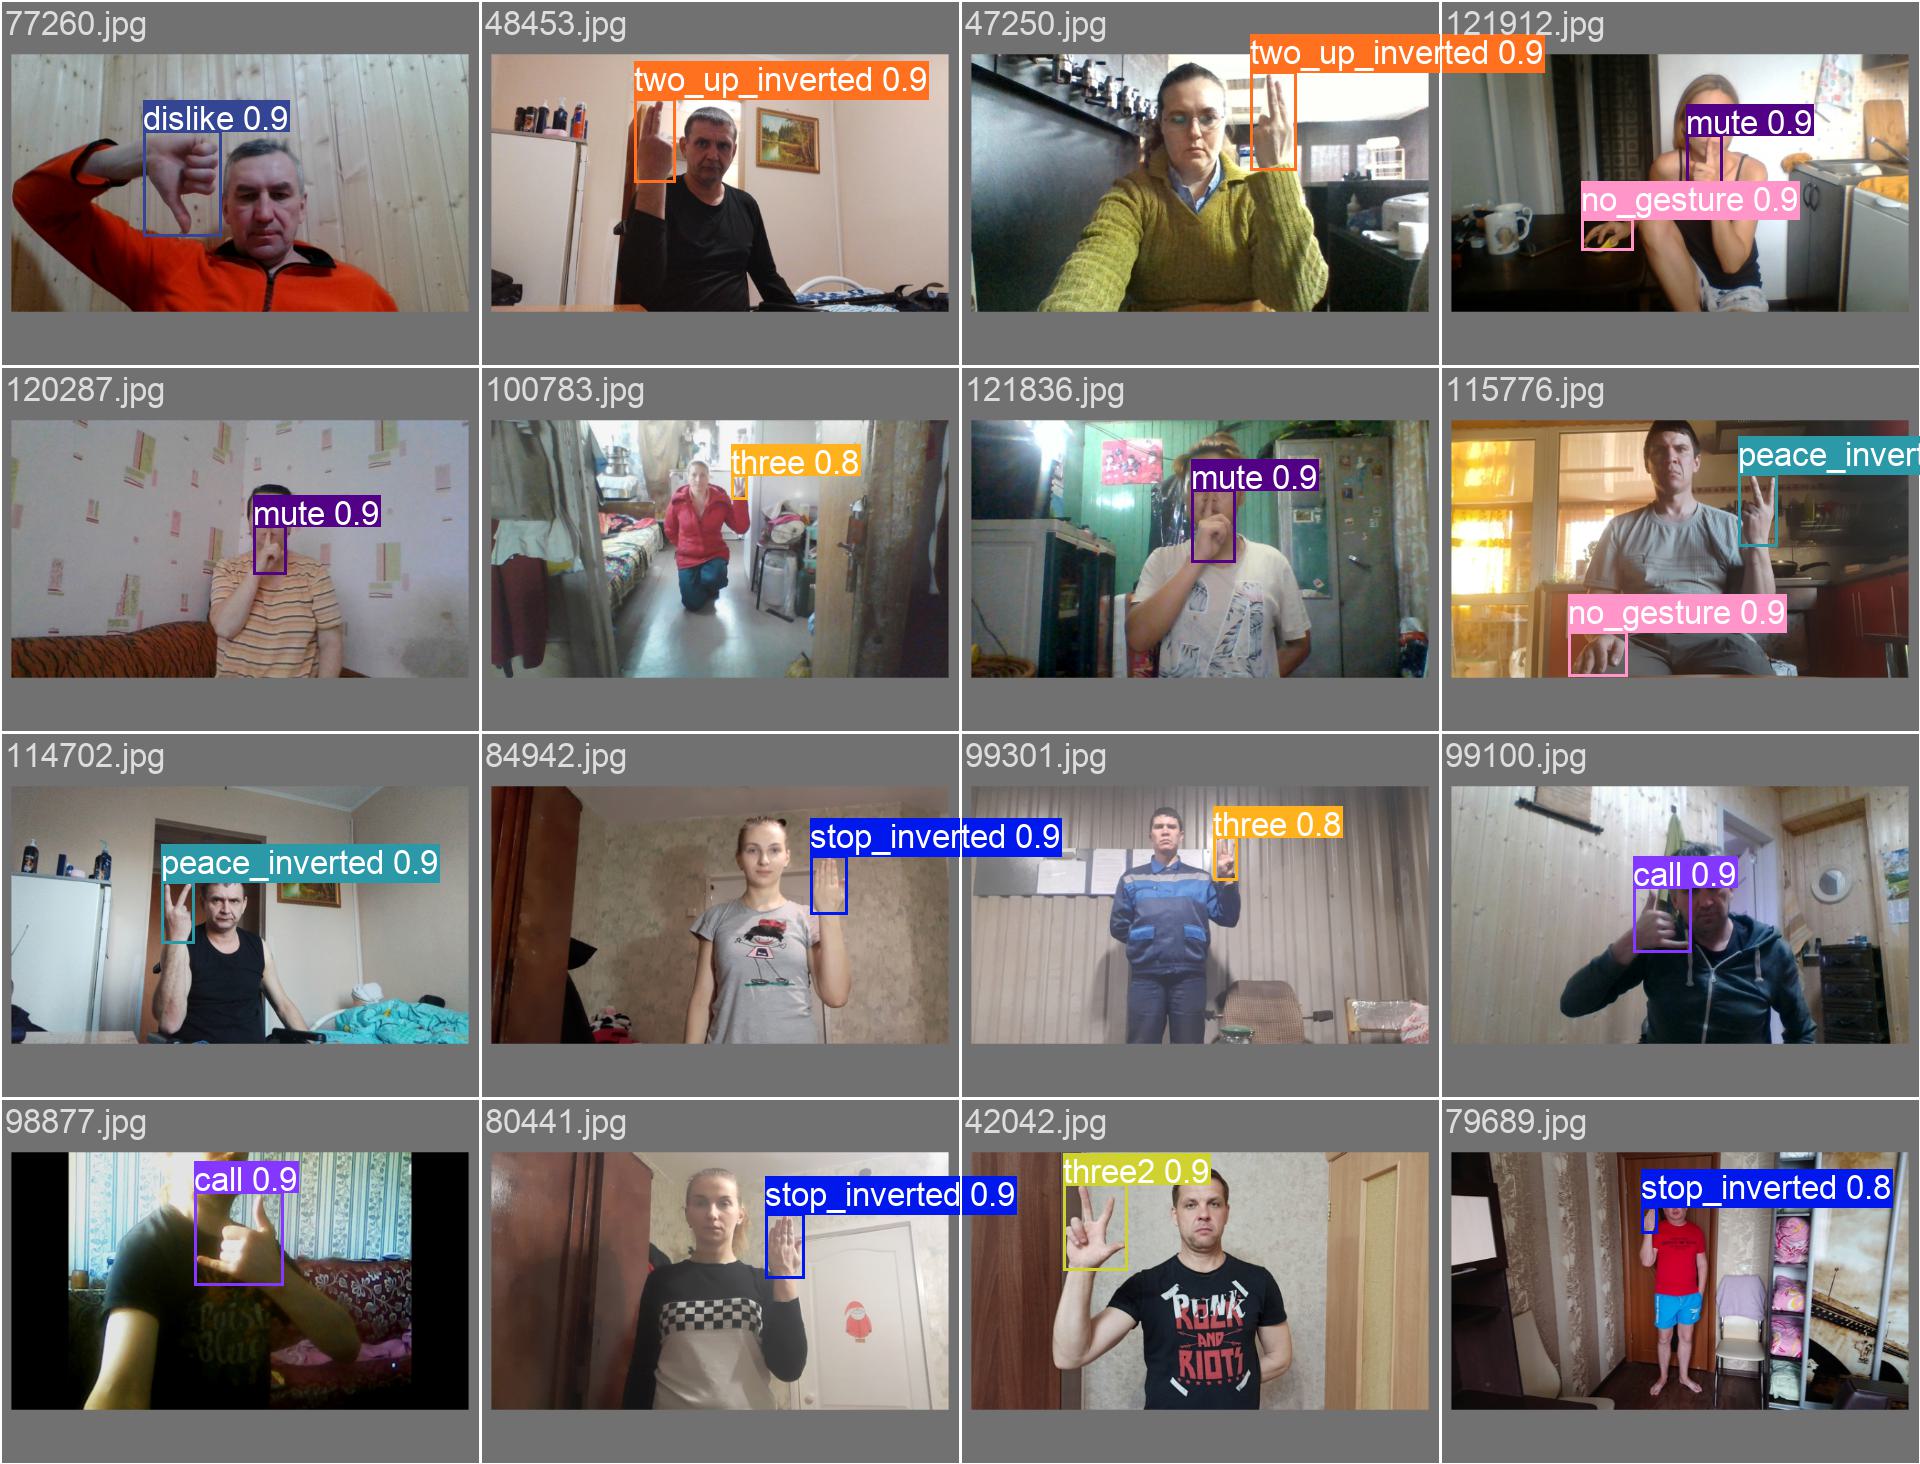 77260.jpg
48453.jpg
47250.jpg
121912.jpg
dislike 0.9
two_up_inverted 0.9
two_up_inverted 0.9
mute 0.9
no_gesture 0.9
120287.jpg
100783.jpg
121836.jpg
115776.jpg
mute 0.9
three 0.8
mute 0.9
peace_invert
no_gesture 0.9
114702.jpg
84942.jpg
99301.jpg
99100.jpg
peace_inverted 0.9
stop_inverted 0.9
three 0.8
call 0.9
98877.jpg
80441.jpg
42042.jpg
79689.jpg
call 0.9
stop_inverted 0.9
three2 0.9
PUNK
ROCK
AND
RIOTS
stop_inverted 0.8